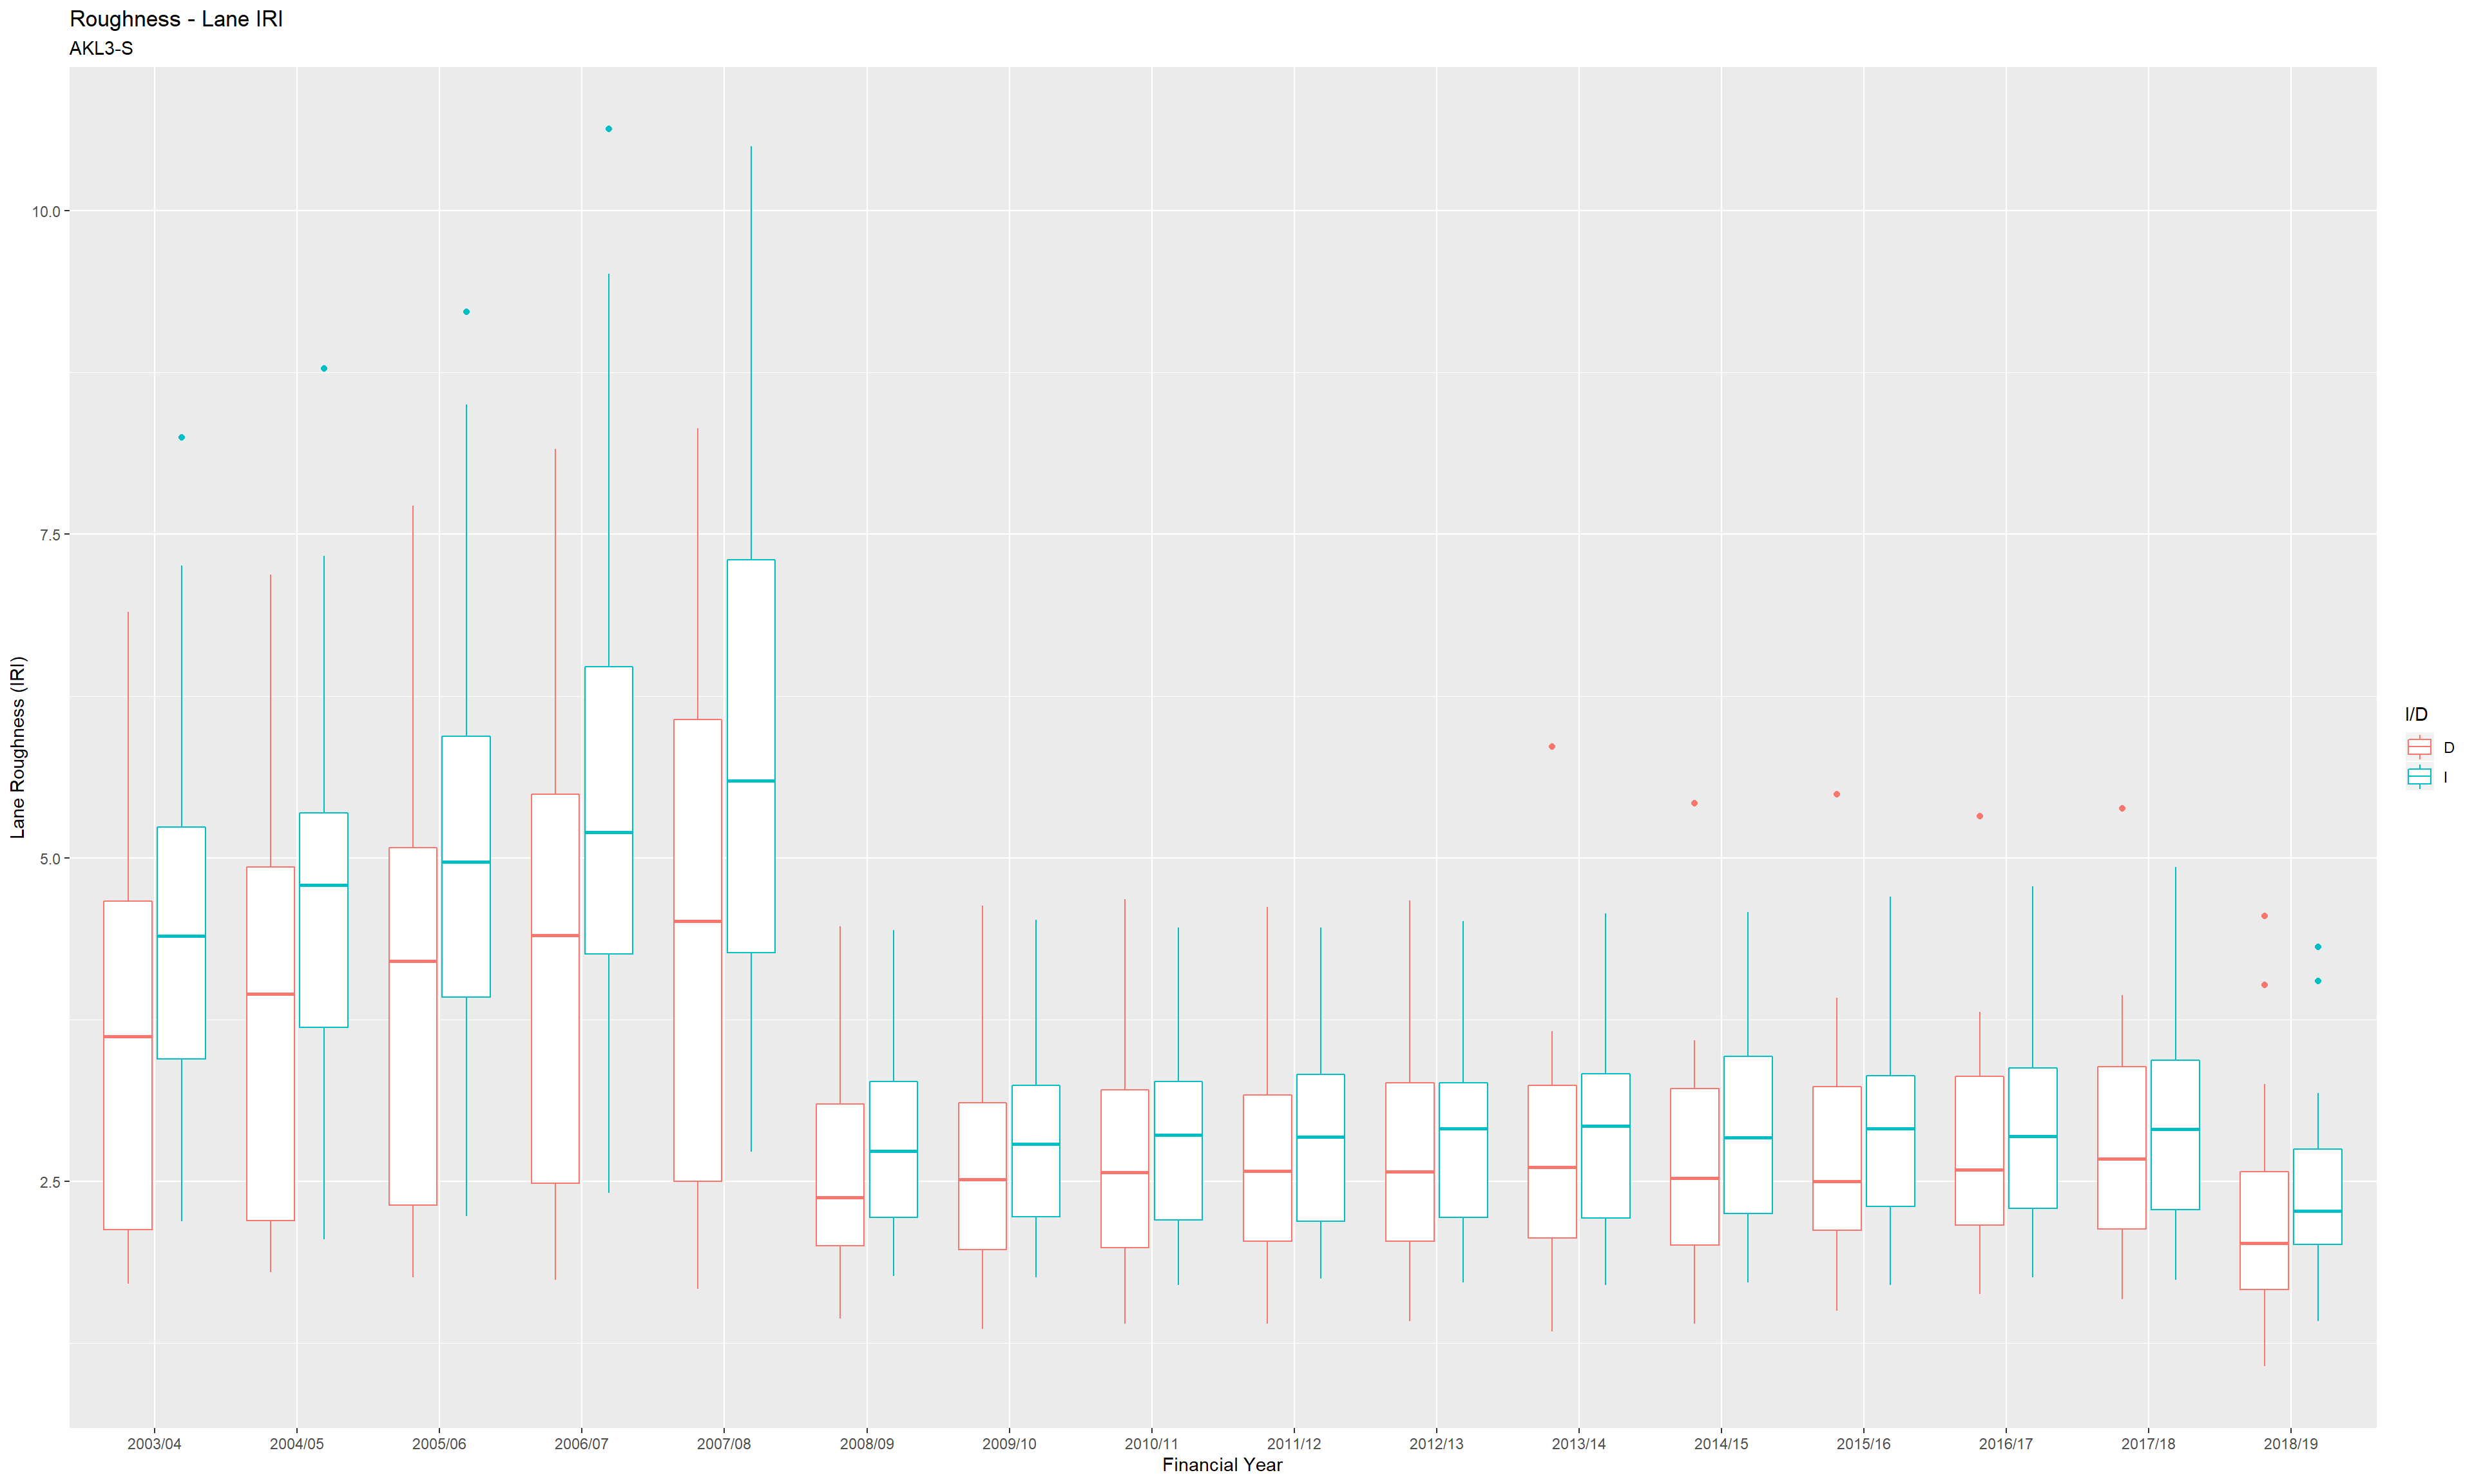 Roughness - Lane IRI
AKL3-S
Lane Roughness (IRI)
10.0
7.5
5.0
2.5
2003/04 2004/05 2005/06 2006/07 2007/08 2008/09 2009/10 2010/11 2011/12 2012/13 2013/14 2014/15 2015/16 2016/17 2017/18 2018/19
Financial Year
I/D
D
I